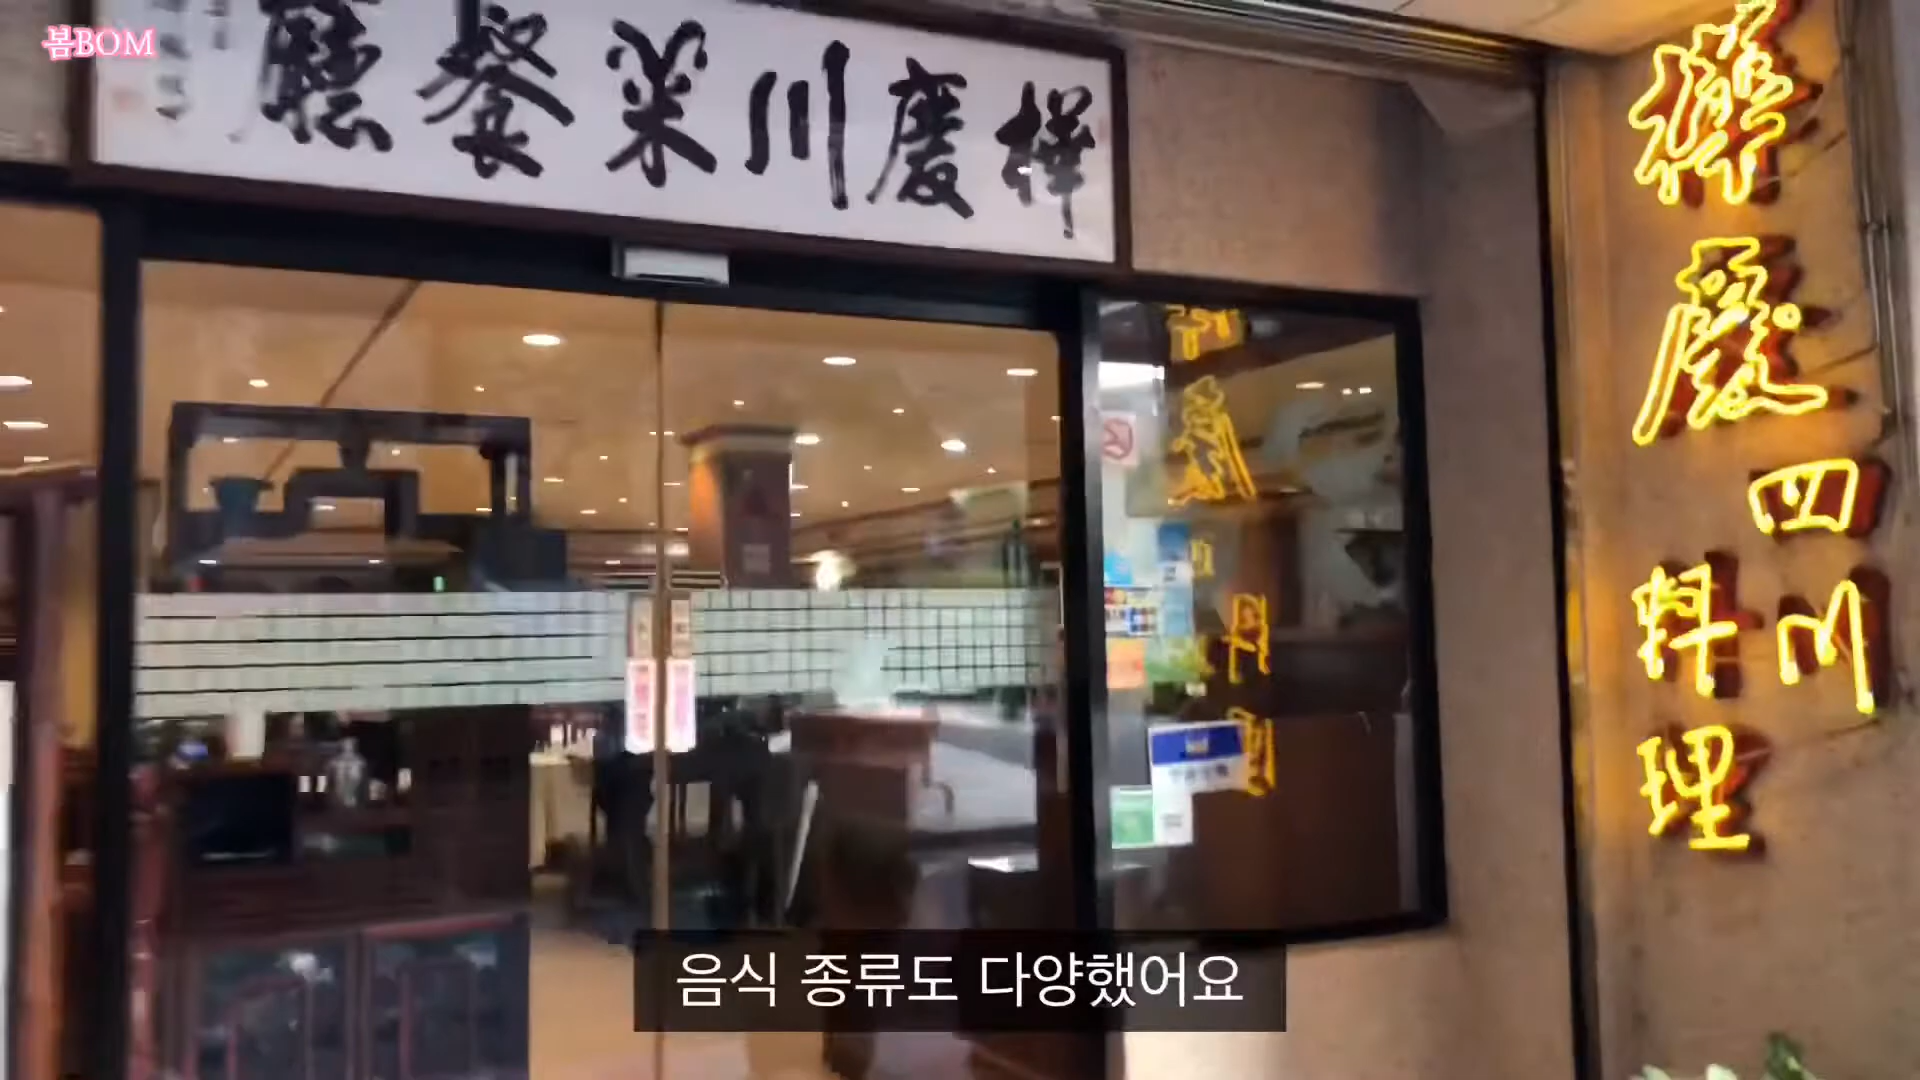 봄BOM
樺慶川菜餐廳
樺慶
四川
料理
음식 종류도 다양했어요